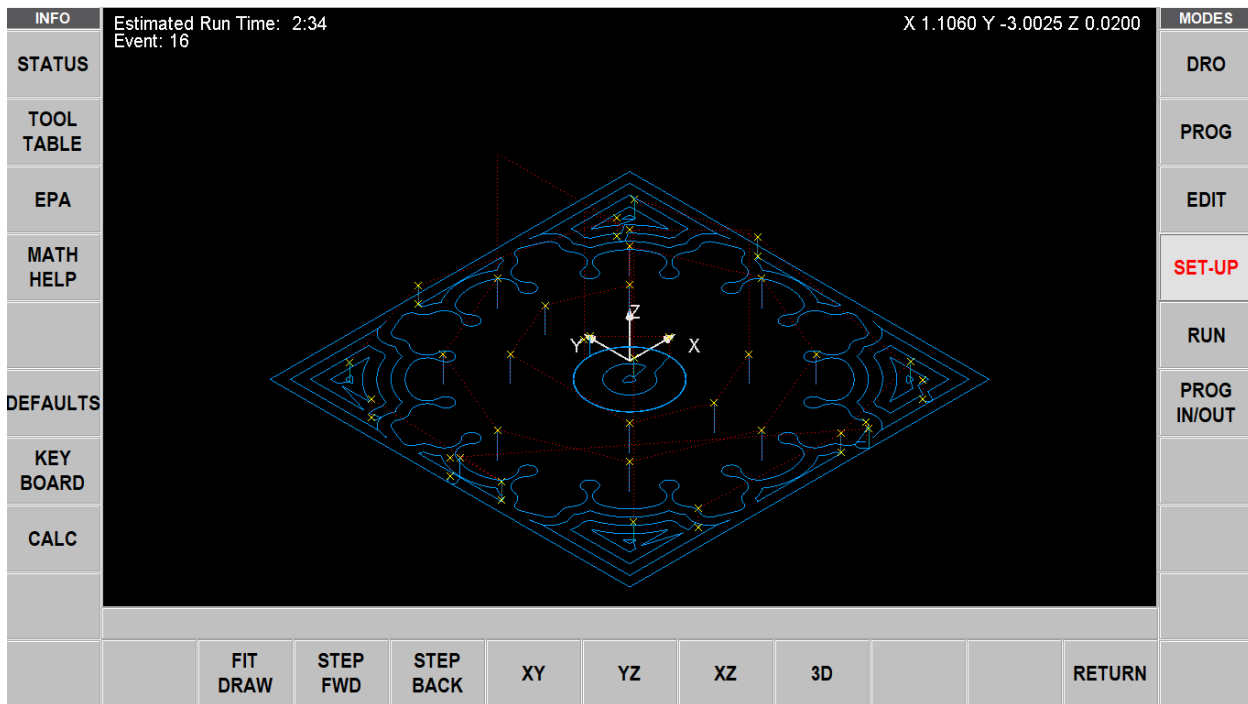 INFO
Estimated Run Time: 2:34
Event: 16
X 1.1060 Y -3.0025 Z 0.0200
MODES
STATUS
TOOL
TABLE
EPA
MATH
HELP
DEFAULTS
KEY
BOARD
CALC
Z
Y
X
DRO
PROG
EDIT
SET-UP
RUN
PROG
IN/OUT
FIT
DRAW
STEP
FWD
STEP
BACK
XY
YZ
XZ
3D
RETURN